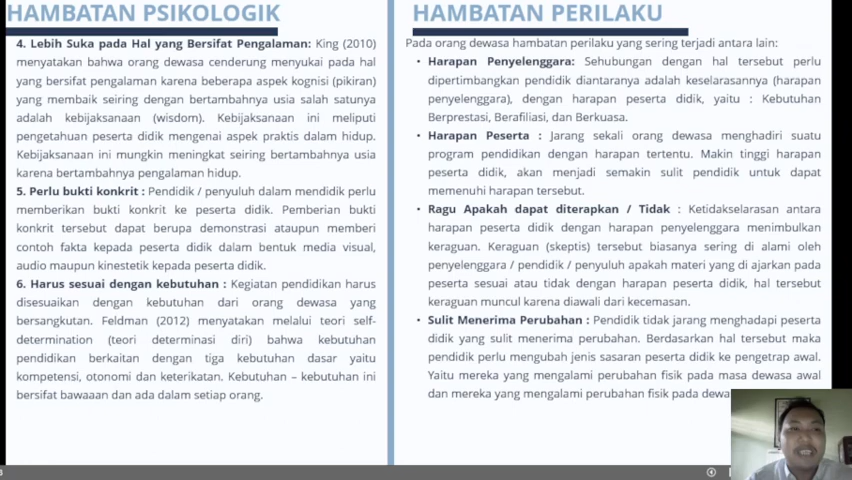 HAMBATAN PSIKOLOGIK
4. Lebih Suka pada Hal yang Bersifat Pengalaman: King (2010)
menyatakan bahwa orang dewasa cenderung menyukai pada hal
yang bersifat pengalaman karena beberapa aspek kognisi (pikiran)
yang membaik seiring dengan bertambahnya usia salah satunya
adalah kebijaksanaan (wisdom). Kebijaksanaan ini meliputi
pengetahuan peserta didik mengenai aspek praktis dalam hidup.
Kebijaksanaan ini mungkin meningkat seiring bertambahnya usia
karena bertambahnya pengalaman hidup.
5. Perlu bukti konkrit : Pendidik / penyuluh dalam mendidik perlu
memberikan bukti konkrit ke peserta didik. Pemberian bukti
konkrit tersebut dapat berupa demonstrasi ataupun memberi
contoh fakta kepada peserta didik dalam bentuk media visual,
audio maupun kinestetik kepada peserta didik.
6. Harus sesuai dengan kebutuhan : Kegiatan pendidikan harus
disesuaikan dengan kebutuhan dari orang dewasa yang
bersangkutan. Feldman (2012) menyatakan melalui teori self-
determination (teori determinasi diri) bahwa kebutuhan
pendidikan berkaitan dengan tiga kebutuhan dasar yaitu
kompetensi, otonomi dan keterikatan. Kebutuhan – kebutuhan ini
bersifat bawaaan dan ada dalam setiap orang.
HAMBATAN PERILAKU
Pada orang dewasa hambatan perilaku yang sering terjadi antara lain:
• Harapan Penyelenggara: Sehubungan dengan hal tersebut perlu
dipertimbangkan pendidik diantaranya adalah keselarasannya (harapan
penyelenggara), dengan harapan peserta didik, yaitu : Kebutuhan
Berprestasi, Berafiliasi, dan Berkuasa.
• Harapan Peserta : Jarang sekali orang dewasa menghadiri suatu
program pendidikan dengan harapan tertentu. Makin tinggi harapan
peserta didik, akan menjadi semakin sulit pendidik untuk dapat
memenuhi harapan tersebut.
• Ragu Apakah dapat diterapkan / Tidak : Ketidakselarasan antara
harapan peserta didik dengan harapan penyelenggara menimbulkan
keraguan. Keraguan (skeptis) tersebut biasanya sering di alami oleh
penyelenggara / pendidik / penyuluh apakah materi yang di ajarkan pada
peserta sesuai atau tidak dengan harapan peserta didik, hal tersebut
keraguan muncul karena diawali dari kecemasan.
• Sulit Menerima Perubahan : Pendidik tidak jarang menghadapi peserta
didik yang sulit menerima perubahan. Berdasarkan hal tersebut maka
pendidik perlu mengubah jenis sasaran peserta didik ke pengetrap awal.
Yaitu mereka yang mengalami perubahan fisik pada masa dewasa awal
dan mereka yang mengalami perubahan fisik pada